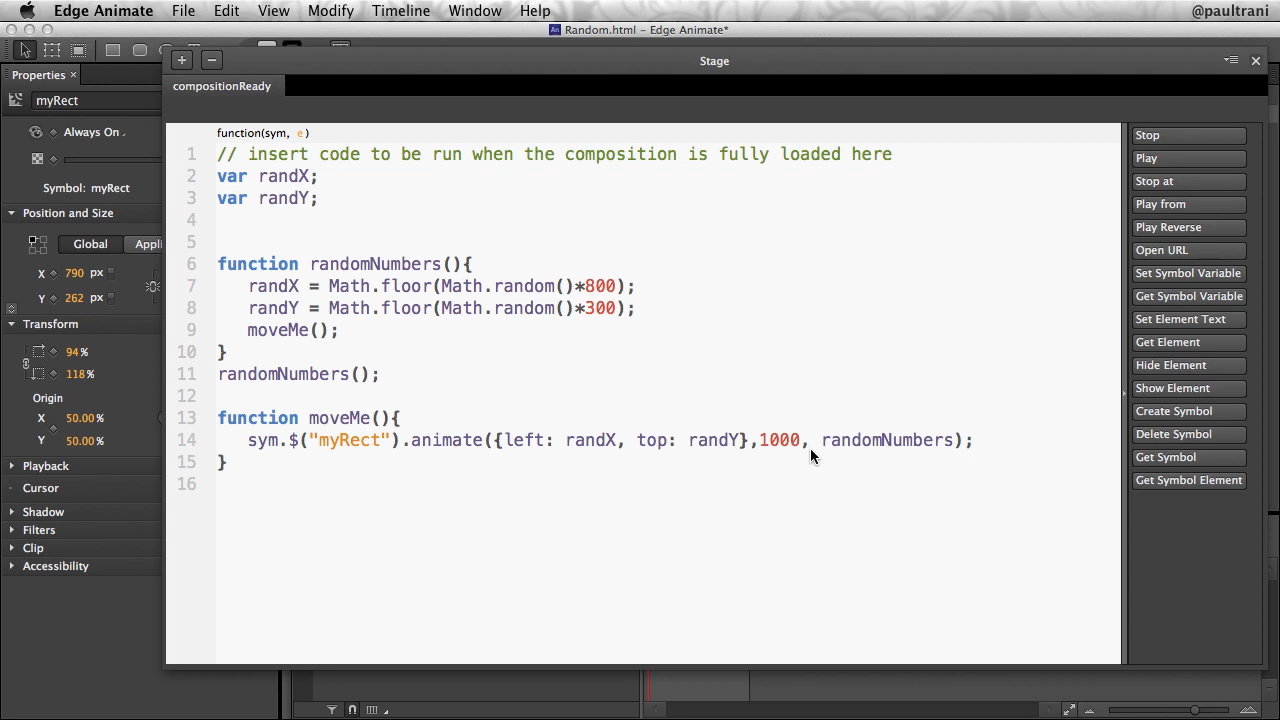 Edge Animate File Edit View Modify Timeline Window Help @paultrani
Random.html – Edge Animate*
Properties ×
Stage
myRect
compositionReady
Always On
Symbol: myRect
Position and Size
Global Appli
X 790 px
Y 262 px
Transform
94%
118%
Origin
X 50.00%
Y 50.00%
Playback
Cursor
Shadow
Filters
Clip
Accessibility
function(sym, e)
1 // insert code to be run when the composition is fully loaded here
2 var randX;
3 var randY;
4
5
6 function randomNumbers(){
7 randX = Math.floor(Math.random()*800);
8 randY = Math.floor(Math.random()*300);
9 moveMe();
10 }
11 randomNumbers();
12
13 function moveMe(){
14 sym.$("myRect").animate({left: randX, top: randY},1000, randomNumbers);
15 }
16
Stop
Play
Stop at
Play from
Play Reverse
Open URL
Set Symbol Variable
Get Symbol Variable
Set Element Text
Get Element
Hide Element
Show Element
Create Symbol
Delete Symbol
Get Symbol
Get Symbol Element